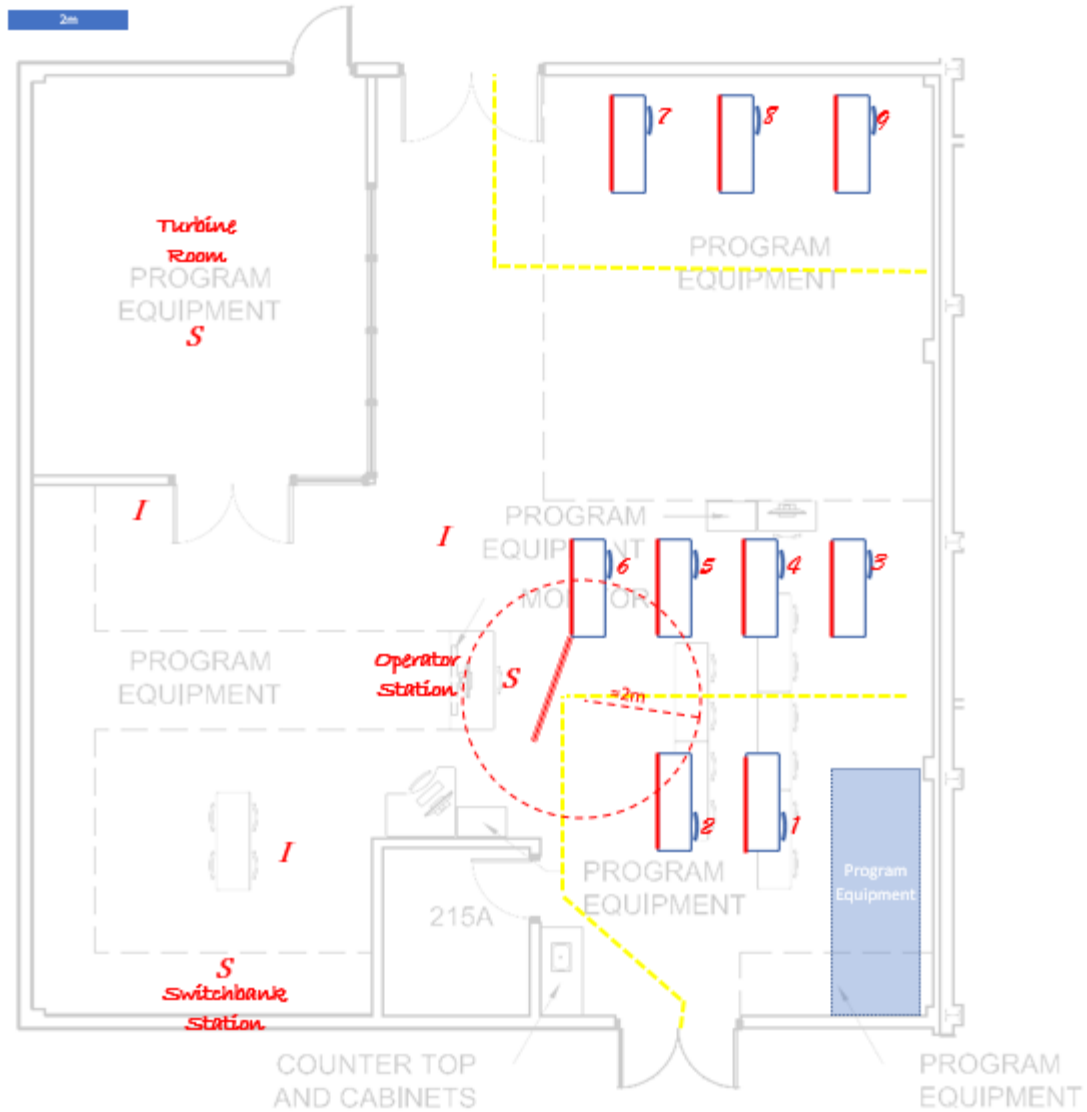 2m
7
8
9
Turbine
Room
PROGRAM
EQUIPMENT
S
PROGRAM
EQUIPMENT
I
I
PROGRAM
EQUIPMENT
6
5
4
3
MONITOR
PROGRAM
EQUIPMENT
Operator
Station
S
≈2m
I
2
1
PROGRAM
EQUIPMENT
215A
Program
Equipment
S
Switchbank
Station
COUNTER TOP
AND CABINETS
PROGRAM
EQUIPMENT